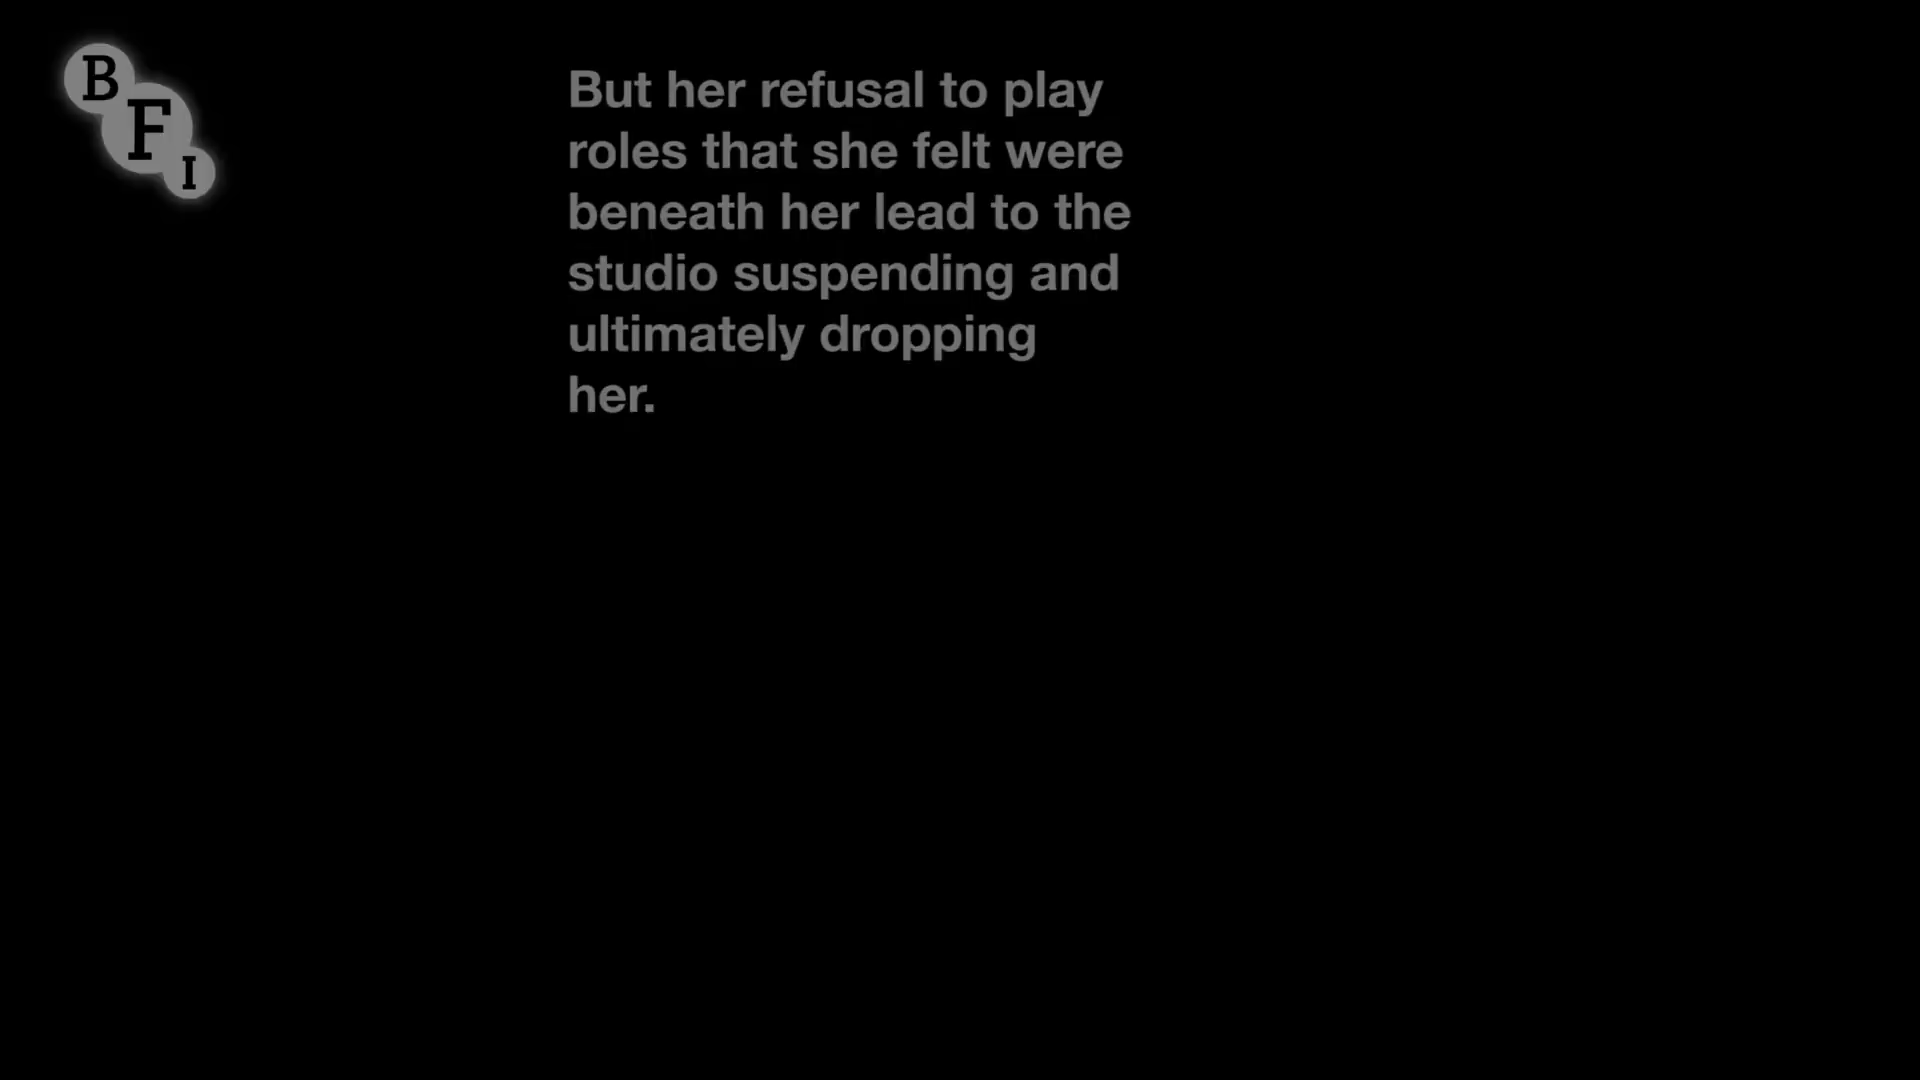 BFI
But her refusal to play
roles that she felt were
beneath her lead to the
studio suspending and
ultimately dropping
her.